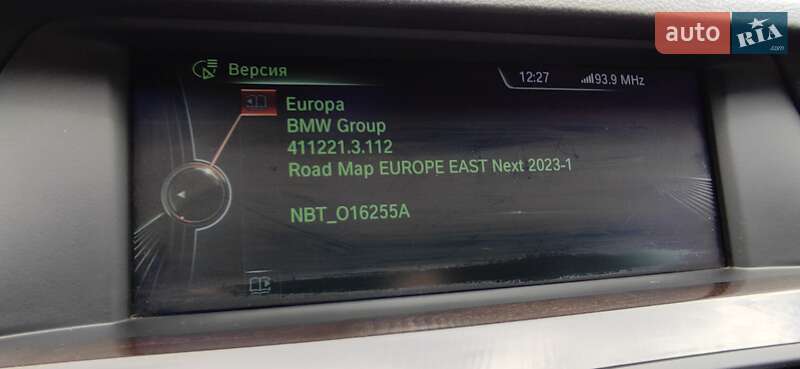 auto RIA
.com
Версия
12:27
93.9 MHz
Europa
BMW Group
411221.3.112
Road Map EUROPE EAST Next 2023-1
NBT_O16255A